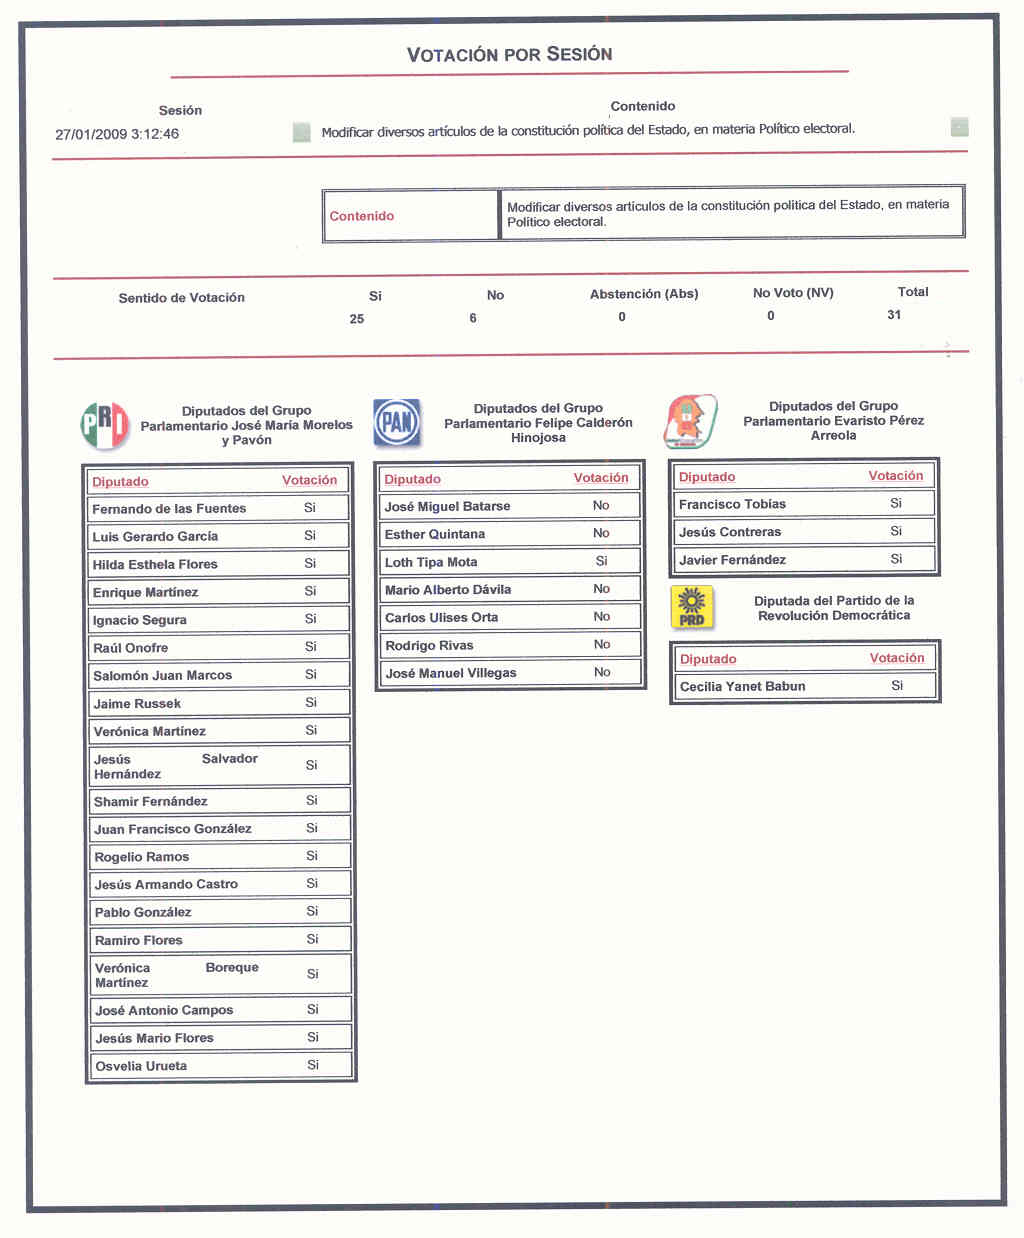 VOTACIÓN POR SESIÓN
Sesión
Contenido
27/01/2009 3:12:46
Modificar diversos artículos de la constitución política del Estado, en materia Político electoral.
Contenido
Modificar diversos artículos de la constitución política del Estado, en materia
Político electoral.
Sentido de Votación
Si
No
Abstención (Abs)
No Voto (NV)
Total
25
6
0
0
31
PRI
Diputados del Grupo
Parlamentario José María Morelos
y Pavón
Diputado Votación
Fernando de las Fuentes Si
Luis Gerardo García Si
Hilda Esthela Flores Si
Enrique Martínez Si
Ignacio Segura Si
Raúl Onofre Si
Salomón Juan Marcos Si
Jaime Russek Si
Verónica Martínez Si
Jesús Salvador
Hernández Si
Shamir Fernández Si
Juan Francisco González Si
Rogelio Ramos Si
Jesús Armando Castro Si
Pablo González Si
Ramiro Flores Si
Verónica Boreque
Martínez Si
José Antonio Campos Si
Jesús Mario Flores Si
Osvelia Urueta Si
PAN
Diputados del Grupo
Parlamentario Felipe Calderón
Hinojosa
Diputado Votación
José Miguel Batarse No
Esther Quintana No
Loth Tipa Mota Si
Mario Alberto Dávila No
Carlos Ulises Orta No
Rodrigo Rivas No
José Manuel Villegas No
Diputados del Grupo
Parlamentario Evaristo Pérez
Arreola
Diputado Votación
Francisco Tobias Si
Jesús Contreras Si
Javier Fernández Si
PRD
Diputada del Partido de la
Revolución Democrática
Diputado Votación
Cecilia Yanet Babun Si